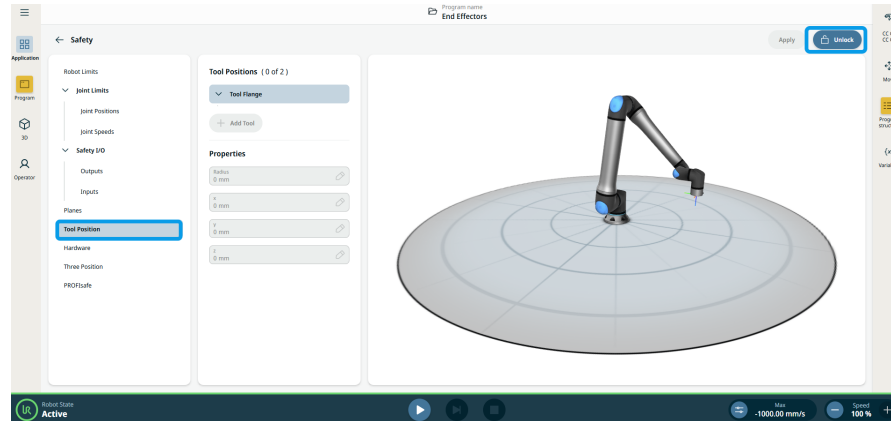 Program name
End Effectors
Safety
Apply
Unlock
Application
Program
3D
Operator
Robot Limits
Joint Limits
Joint Positions
Joint Speeds
Safety I/O
Outputs
Inputs
Planes
Tool Position
Hardware
Three Position
PROFIsafe
Tool Positions ( 0 of 2 )
Tool Flange
+ Add Tool
Properties
Radius
0 mm
x
0 mm
y
0 mm
z
0 mm
UR
Robot State
Active
Max
-1000.00 mm/s
Speed
100 %